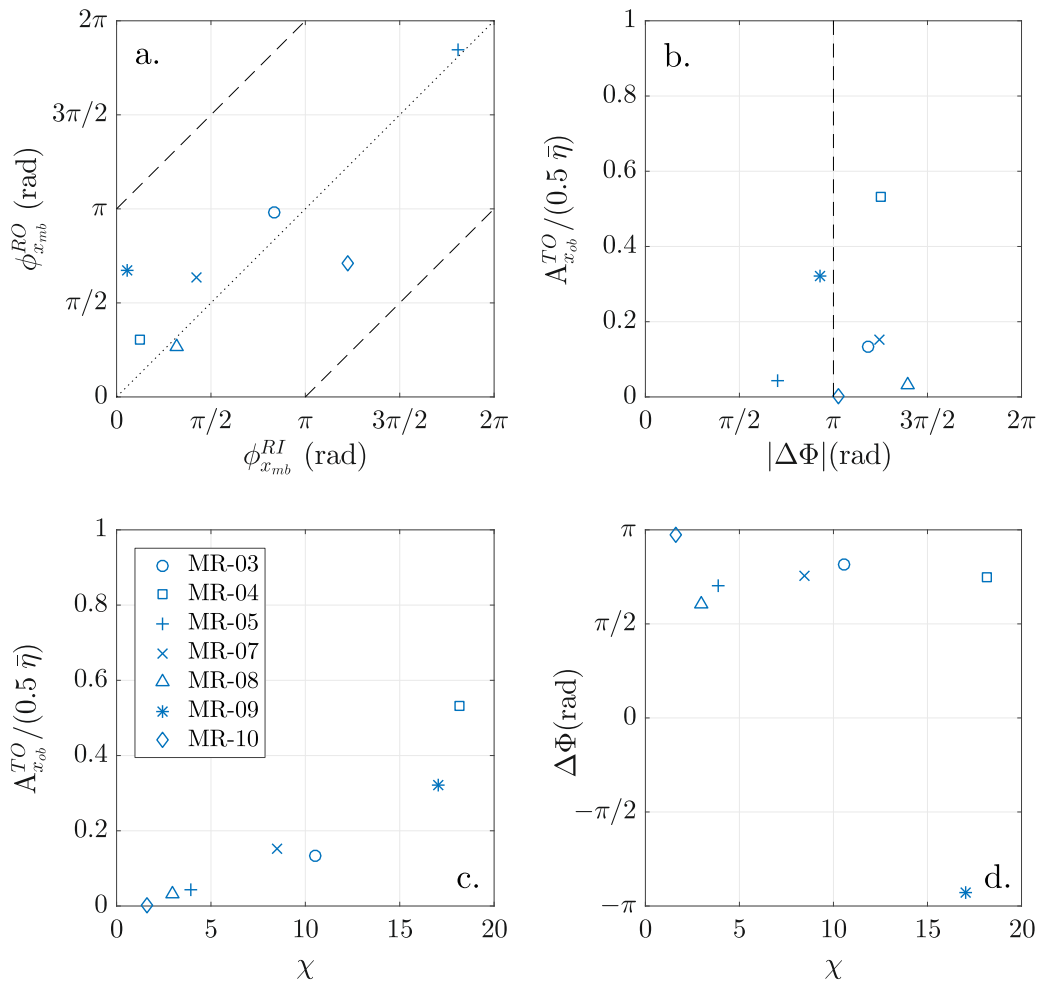 a.
2π
3π/2
π
π/2
0
0 π/2 π 3π/2 2π
ϕ^{RO}_{x_{mb}} (rad)
ϕ^{RI}_{x_{mb}} (rad)
b.
1
0.8
0.6
0.4
0.2
0
0 π/2 π 3π/2 2π
A^{TO}_{x_{ob}}/(0.5 η̄)
|ΔΦ|(rad)
1
0.8
0.6
0.4
0.2
0
0 5 10 15 20
A^{TO}_{x_{ob}}/(0.5 η̄)
χ
MR-03
MR-04
MR-05
MR-07
MR-08
MR-09
MR-10
c.
π
π/2
0
−π/2
−π
0 5 10 15 20
ΔΦ(rad)
χ
d.